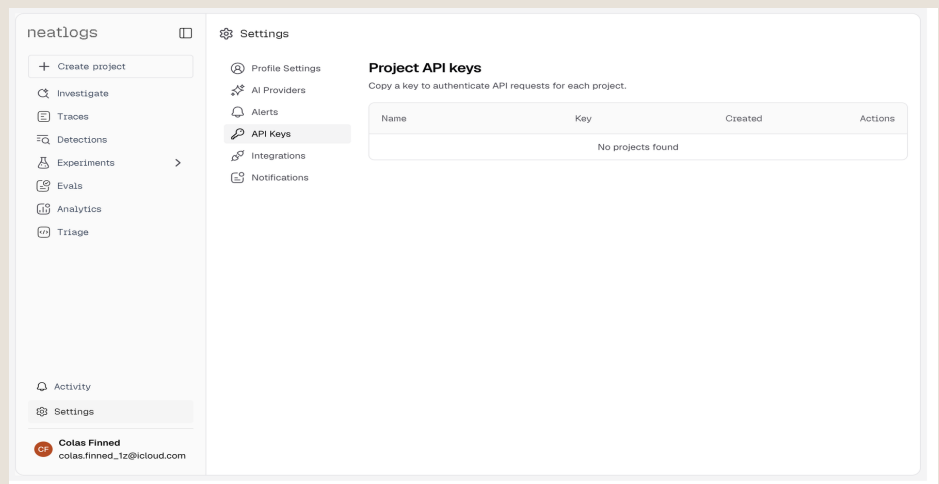 neatlogs
Create project
Investigate
Traces
Detections
Experiments
Evals
Analytics
Triage
Activity
Settings
CF
Colas Finned
colas.finned_1z@icloud.com
Settings
Profile Settings
AI Providers
Alerts
API Keys
Integrations
Notifications
Project API keys
Copy a key to authenticate API requests for each project.
Name Key Created Actions
No projects found